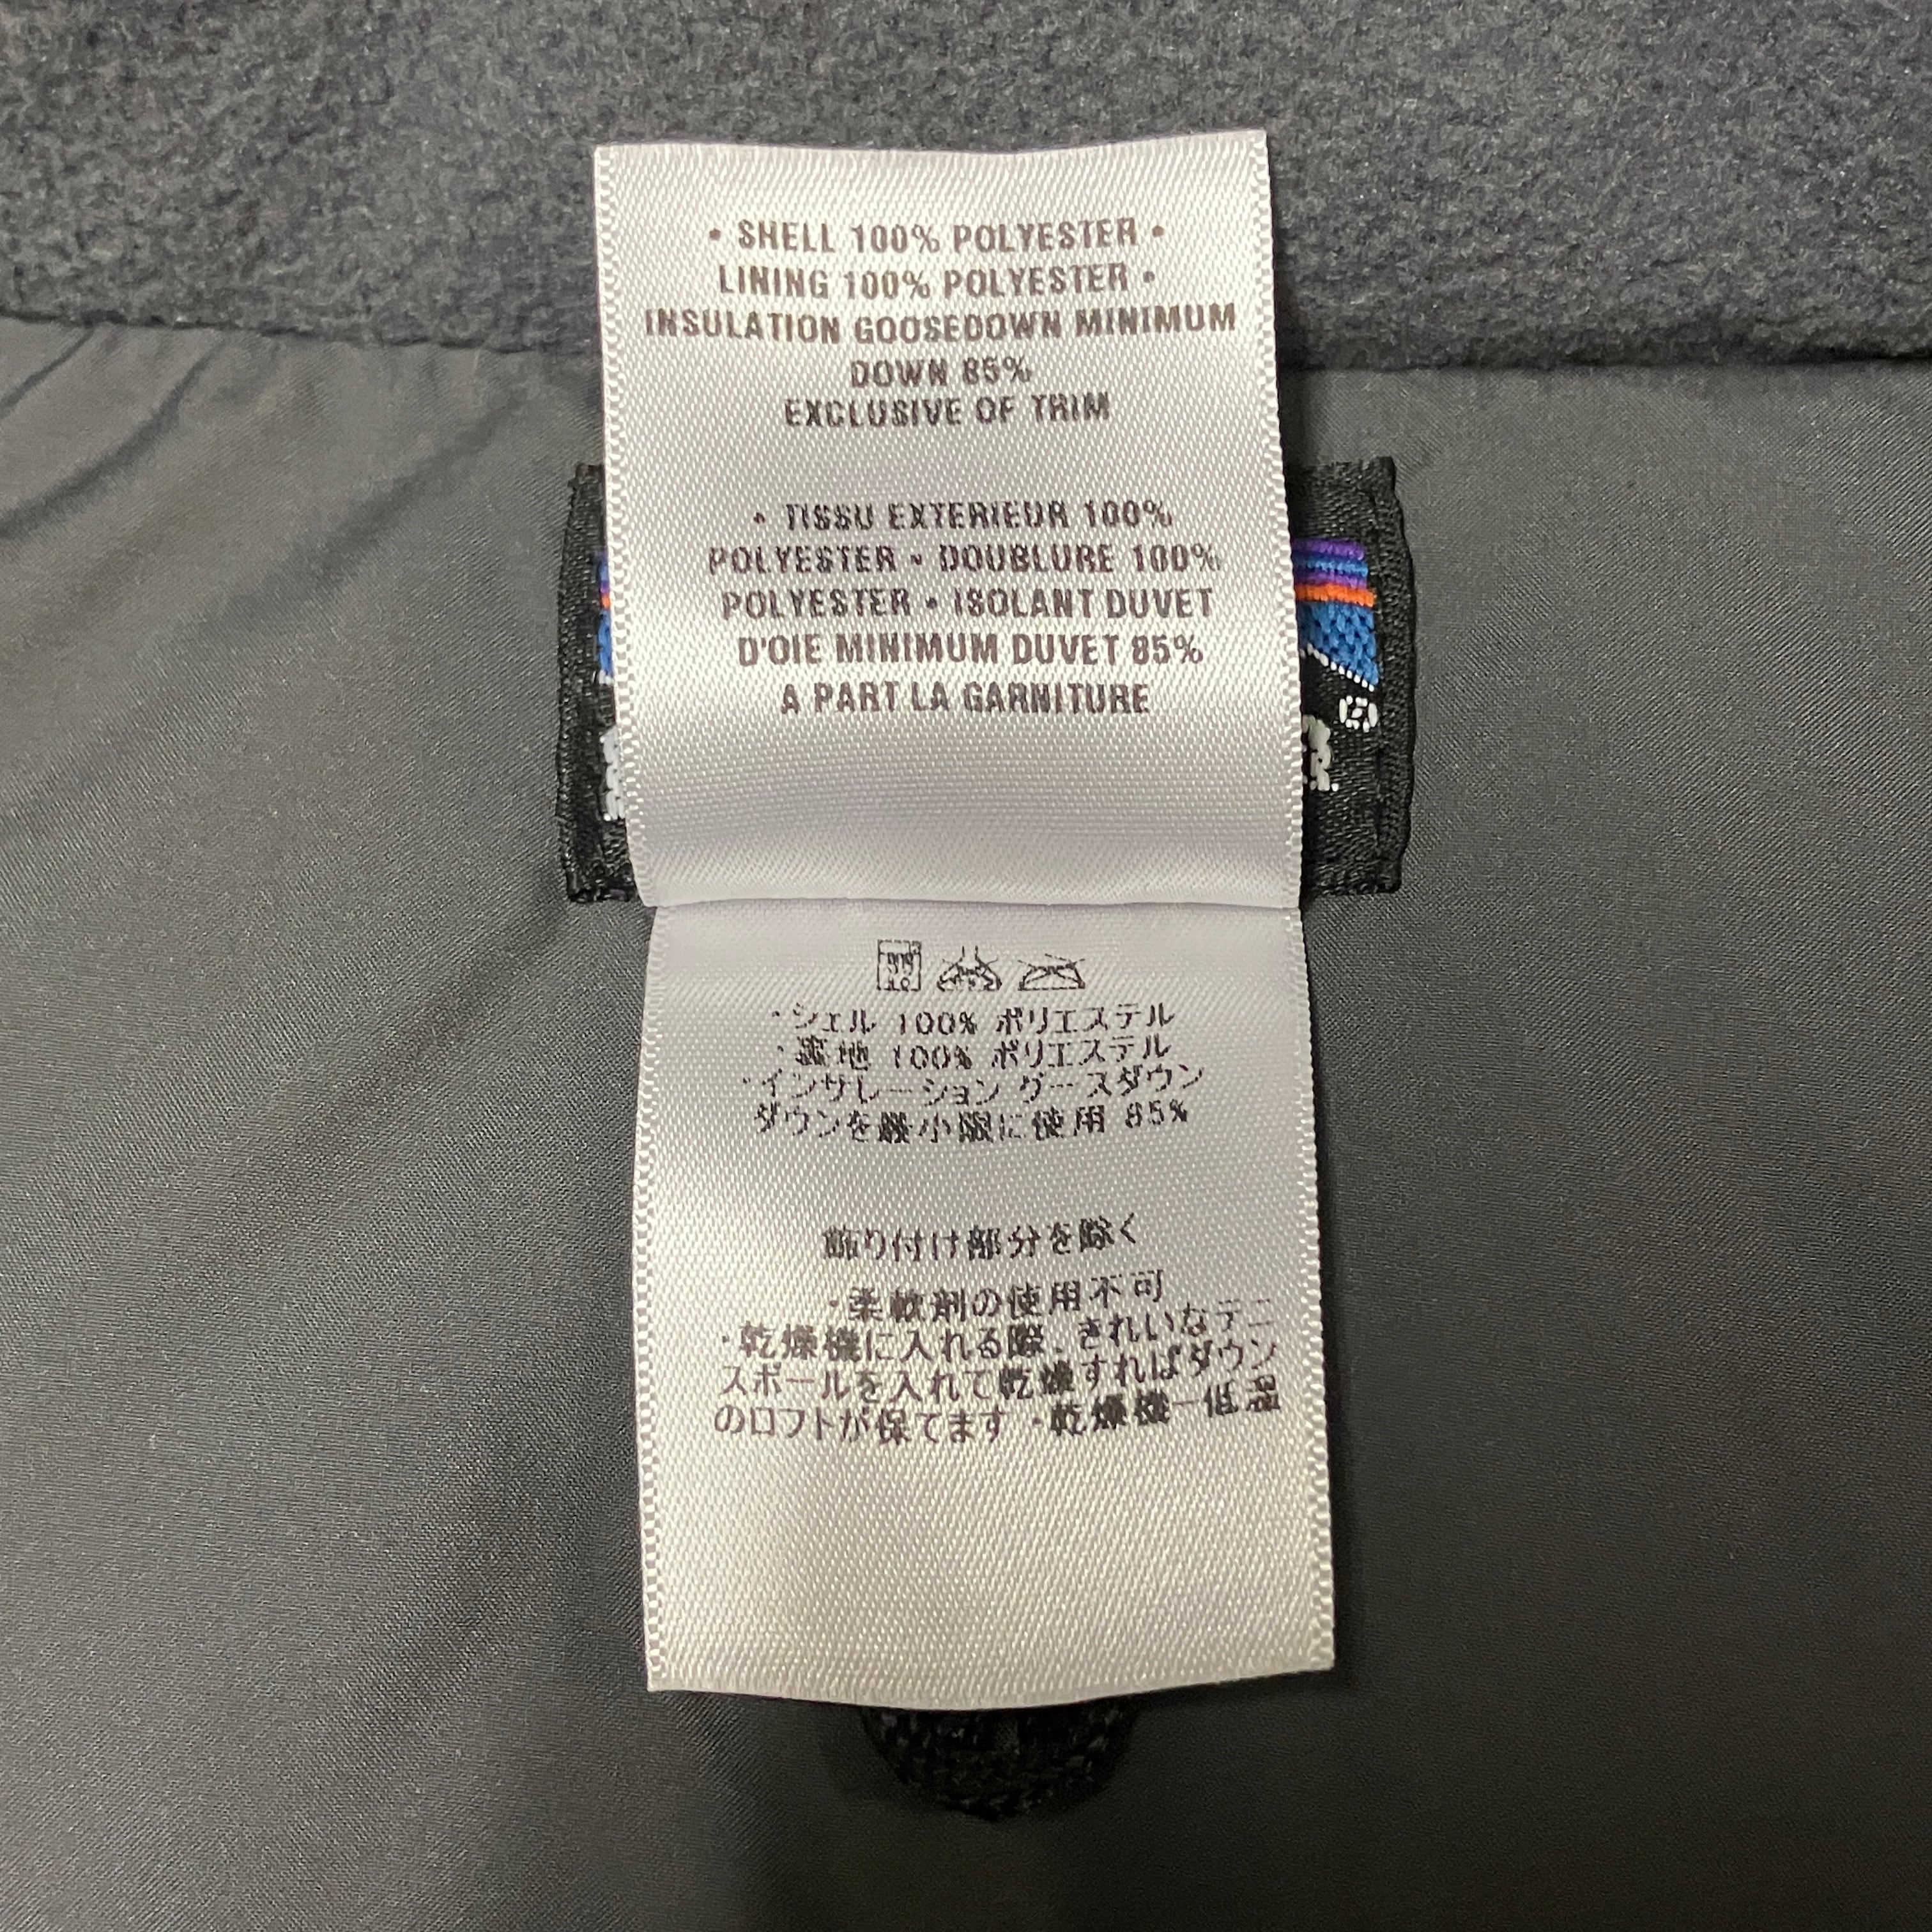 • SHELL 100% POLYESTER •
LINING 100% POLYESTER •
INSULATION GOOSEDOWN MINIMUM
DOWN 85%
EXCLUSIVE OF TRIM
• TISSU EXTERIEUR 100%
POLYESTER • DOUBLURE 100%
POLYESTER • ISOLANT DUVET
D'OIE MINIMUM DUVET 85%
A PART LA GARNITURE
・シェル 100% ポリエステル
・裏地 100% ポリエステル
・インサレーション グースダウン
ダウンを最小限に使用 85%
飾り付け部分を除く
・柔軟剤の使用不可
・乾燥機に入れる際、きれいなテニ
スボールを入れて乾燥すればダウン
のロフトが保てます ・乾燥機ー低温